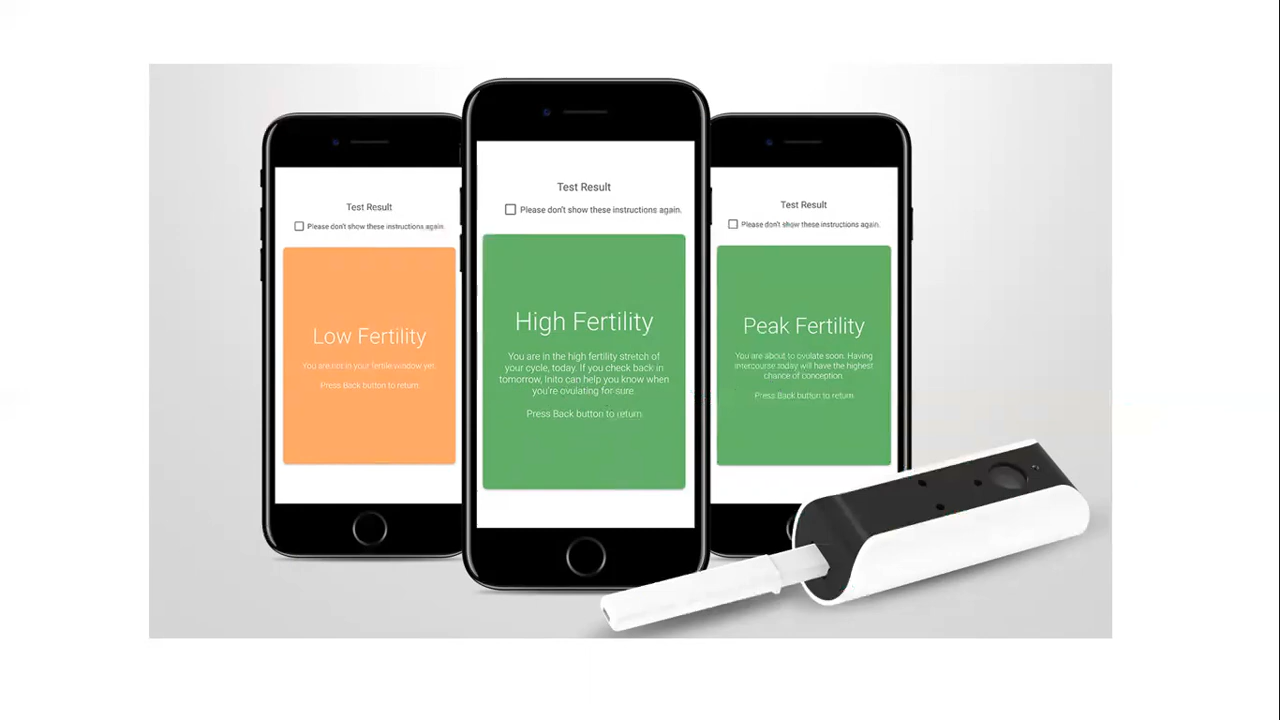 Test Result
Please don't show these instructions again.
Low Fertility
You are not in your fertile window yet.
Press Back button to return.
Test Result
Please don't show these instructions again.
High Fertility
You are in the high fertility stretch of
your cycle, today. If you check back in
tomorrow, Inito can help you know when
you're ovulating for sure.
Press Back button to return
Test Result
Please don't show these instructions again.
Peak Fertility
You are about to ovulate soon. Having
intercourse today will have the highest
chance of conception.
Press Back button to return